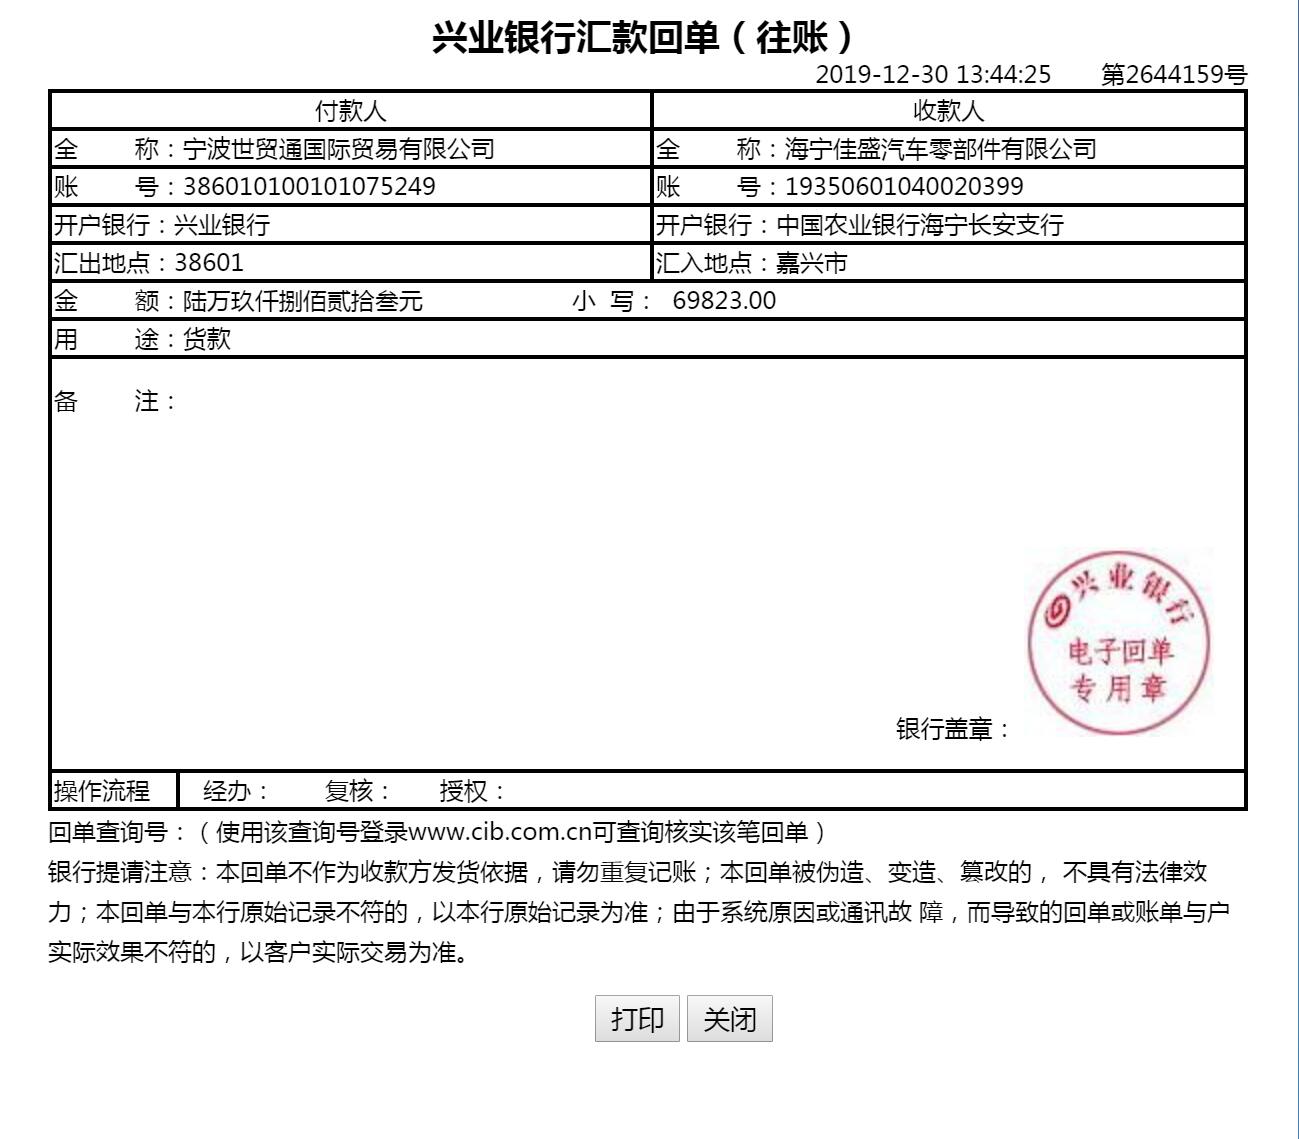 兴业银行汇款回单（往账）
2019-12-30 13:44:25 第2644159号
付款人 收款人
全 称：宁波世贸通国际贸易有限公司 全 称：海宁佳盛汽车零部件有限公司
账 号：386010100101075249 账 号：19350601040020399
开户银行：兴业银行 开户银行：中国农业银行海宁长安支行
汇出地点：38601 汇入地点：嘉兴市
金 额：陆万玖仟捌佰贰拾叁元 小 写： 69823.00
用 途：货款
备 注：
兴业银行
电子回单
专用章
银行盖章：
操作流程 经办： 复核： 授权：
回单查询号：（使用该查询号登录www.cib.com.cn可查询核实该笔回单）
银行提请注意：本回单不作为收款方发货依据，请勿重复记账；本回单被伪造、变造、篡改的， 不具有法律效
力；本回单与本行原始记录不符的，以本行原始记录为准；由于系统原因或通讯故 障，而导致的回单或账单与户
实际效果不符的，以客户实际交易为准。
打印 关闭